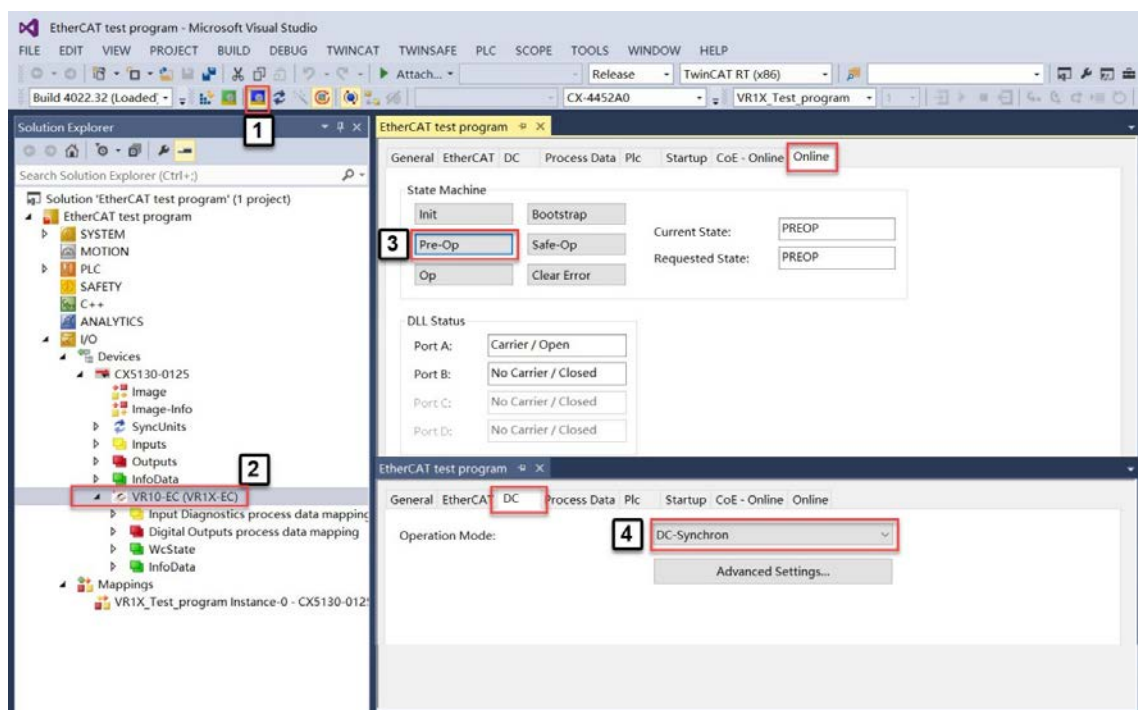 EtherCAT test program - Microsoft Visual Studio
FILE EDIT VIEW PROJECT BUILD DEBUG TWINCAT TWINSAFE PLC SCOPE TOOLS WINDOW HELP
Attach... Release TwinCAT RT (x86)
Build 4022.32 (Loaded CX-4452A0 VR1X_Test_program 1
1
Solution Explorer
Search Solution Explorer (Ctrl+;)
Solution 'EtherCAT test program' (1 project)
EtherCAT test program
SYSTEM
MOTION
PLC
SAFETY
C++
ANALYTICS
I/O
Devices
CX5130-0125
Image
Image-Info
SyncUnits
Inputs
Outputs
2
InfoData
VR10-EC (VR1X-EC)
Input Diagnostics process data mapping
Digital Outputs process data mapping
WcState
InfoData
Mappings
VR1X_Test_program Instance-0 - CX5130-012
EtherCAT test program
General EtherCAT DC Process Data Plc Startup CoE - Online Online
State Machine
Init Bootstrap
3 Pre-Op Safe-Op
Op Clear Error
Current State: PREOP
Requested State: PREOP
DLL Status
Port A: Carrier / Open
Port B: No Carrier / Closed
Port C: No Carrier / Closed
Port D: No Carrier / Closed
EtherCAT test program
General EtherCAT DC Process Data Plc Startup CoE - Online Online
Operation Mode: 4 DC-Synchron
Advanced Settings...